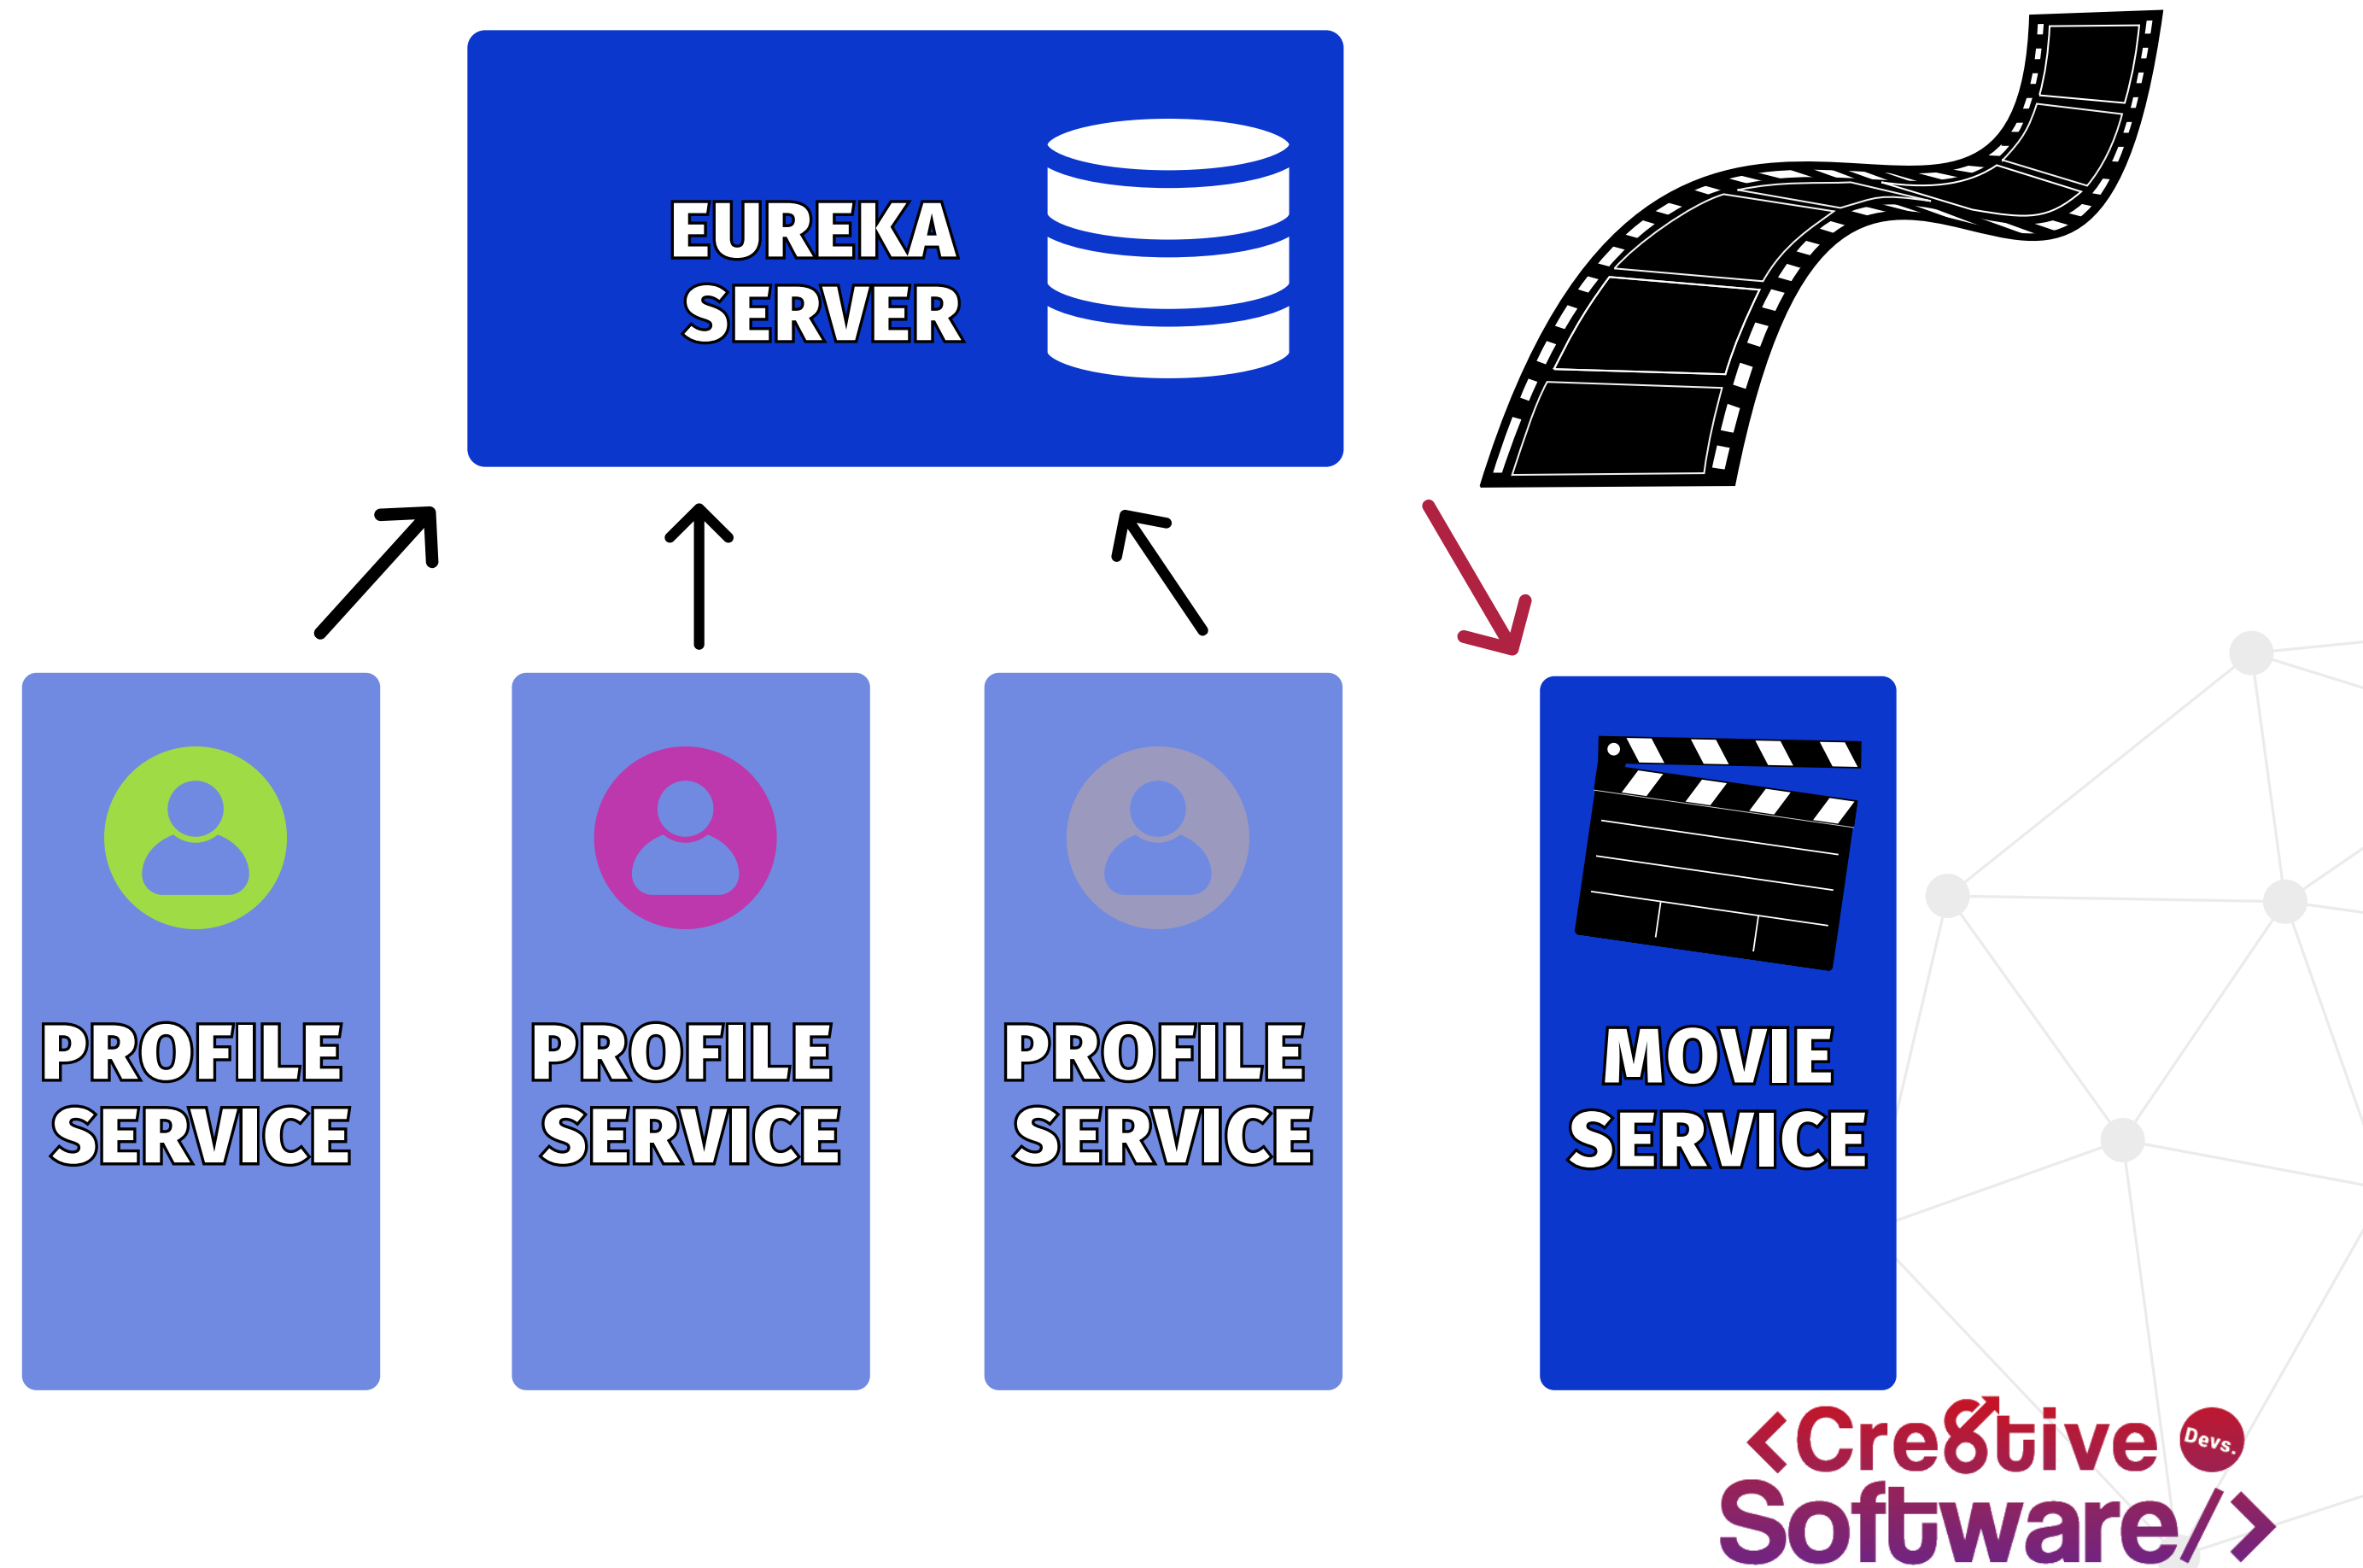 EUREKA
SERVER
PROFILE
SERVICE
PROFILE
SERVICE
PROFILE
SERVICE
MOVIE
SERVICE
<Cre8tive Devs.
Software/>